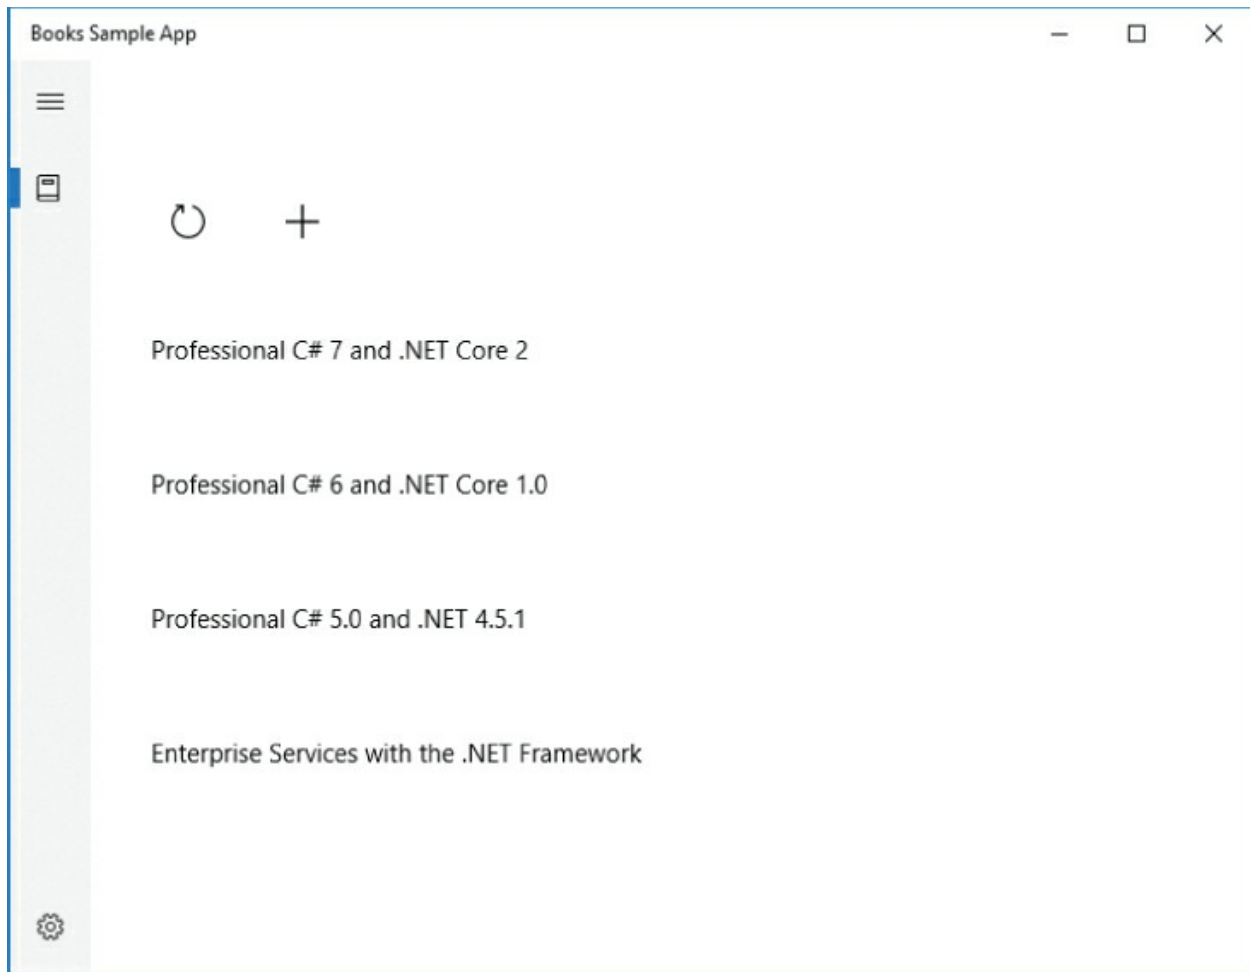 Books Sample App
Professional C# 7 and .NET Core 2
Professional C# 6 and .NET Core 1.0
Professional C# 5.0 and .NET 4.5.1
Enterprise Services with the .NET Framework